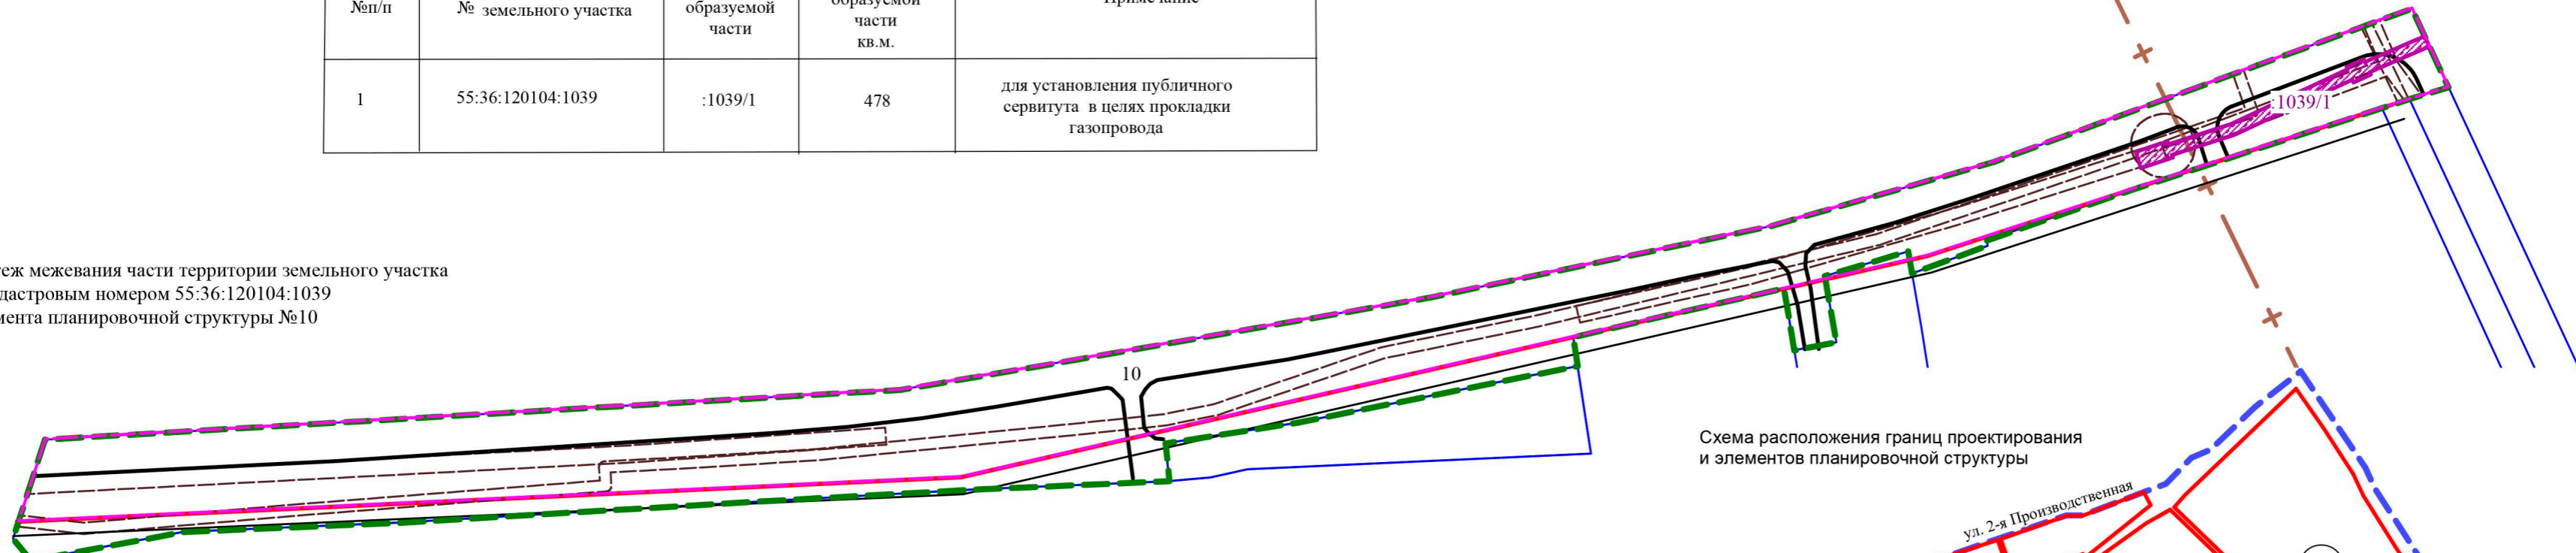 №п/п
№ земельного участка
образуемой
части
образуемой
части
кв.м.
Примечание
1
55:36:120104:1039
:1039/1
478
для установления публичного
сервитута в целях прокладки
газопровода
:1039/1
теж межевания части территории земельного участка
дастровым номером 55:36:120104:1039
мента планировочной структуры №10
10
Схема расположения границ проектирования
и элементов планировочной структуры
ул. 2-я Производственная